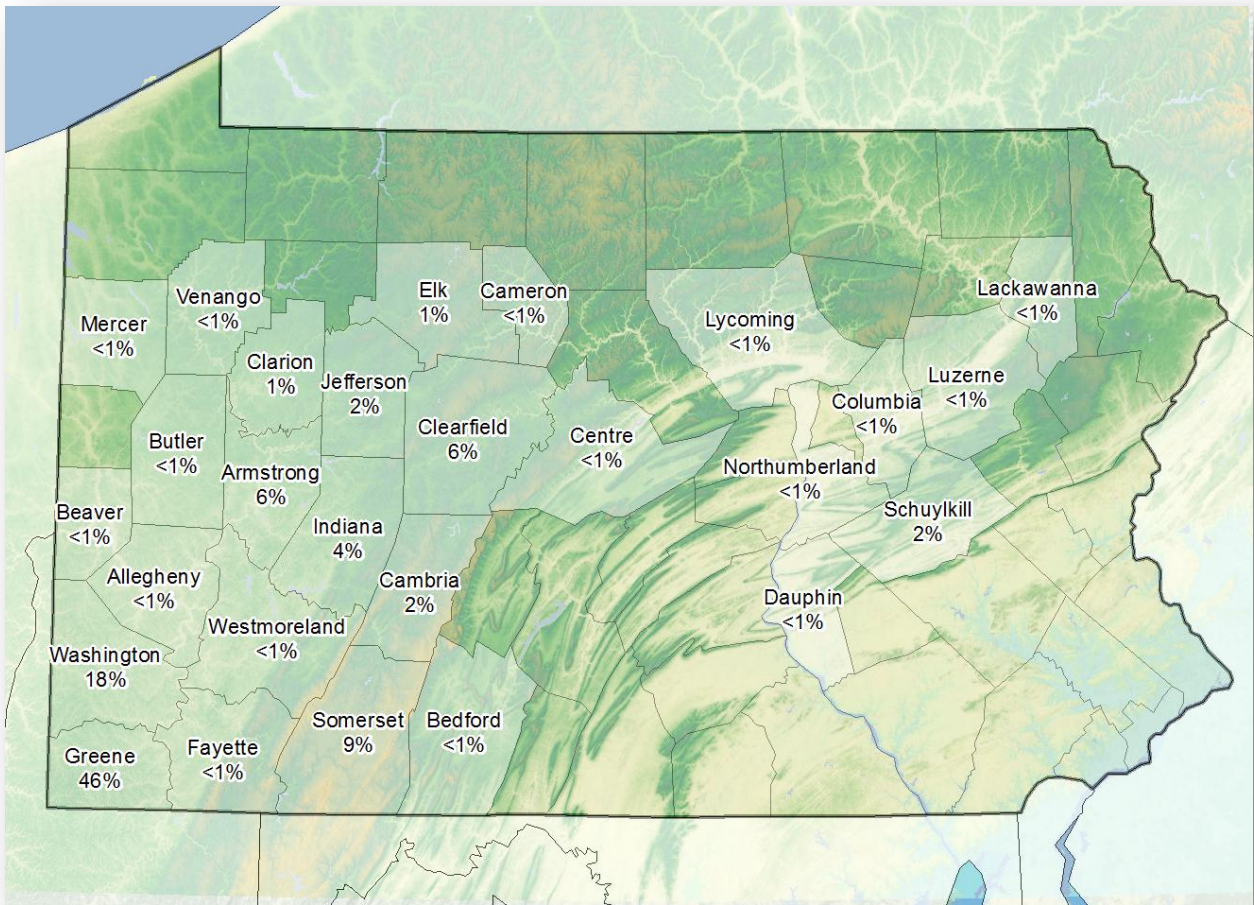 Venango
<1%
Elk
1%
Cameron
<1%
Lackawanna
<1%
Mercer
<1%
Lycoming
<1%
Clarion
1%
Jefferson
2%
Luzerne
<1%
Columbia
<1%
Clearfield
6%
Centre
<1%
Butler
<1%
Armstrong
6%
Northumberland
<1%
Beaver
<1%
Indiana
4%
Schuylkill
2%
Allegheny
<1%
Cambria
2%
Dauphin
<1%
Westmoreland
<1%
Washington
18%
Somerset
9%
Bedford
<1%
Fayette
<1%
Greene
46%